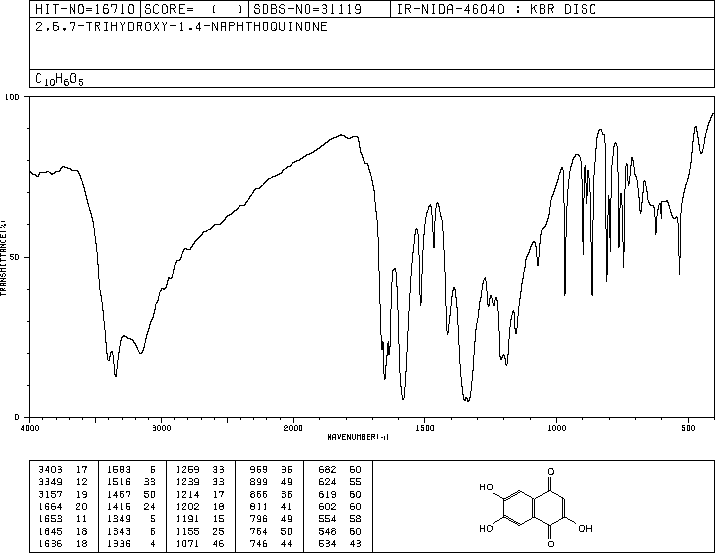 HIT-NO=16710 SCORE= ( ) SDBS-NO=31119 IR-NIDA-46040 : KBR DISC
2.6.7-TRIHYDROXY-1.4-NAPHTHOQUINONE
C10H6O5
100
50
0
TRANSMITTANCE(%)
4000 3000 2000 1500 1000 500
WAVENUMBER(-1)
3403 17 1583 5 1259 33 969 36 682 60
3349 12 1516 33 1239 33 899 49 624 55
3157 19 1467 50 1214 17 866 36 619 60
1664 20 1416 24 1202 18 811 41 602 60
1653 11 1349 5 1191 15 796 49 554 58
1645 18 1343 5 1155 25 764 50 548 60
1636 18 1336 4 1071 46 746 44 534 43
O
HO
HO
OH
O